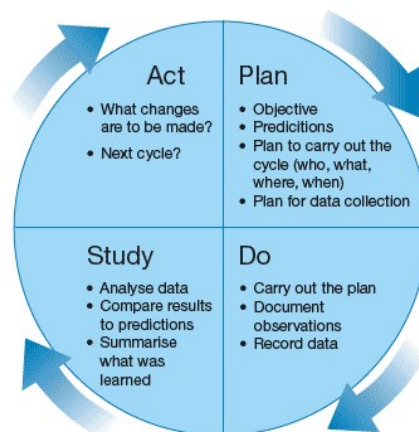 Act
• What changes
are to be made?
• Next cycle?
Plan
• Objective
• Predicitions
• Plan to carry out the
cycle (who, what,
where, when)
• Plan for data collection
Study
• Analyse data
• Compare results
to predictions
• Summarise
what was
learned
Do
• Carry out the plan
• Document
observations
• Record data